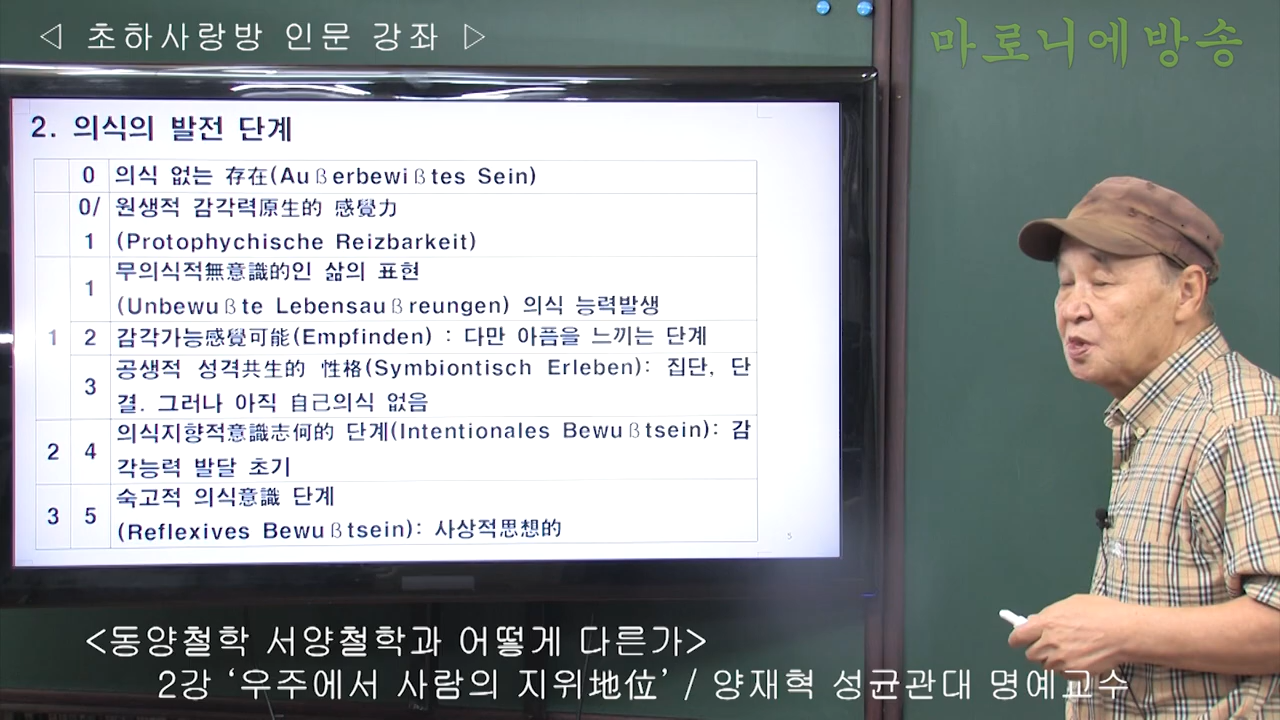 ◁ 초하사랑방 인문 강좌 ▷
마로니에방송
2. 의식의 발전 단계
0 의식 없는 存在(Außerbewißtes Sein)
0/ 원생적 감각력原生的 感覺力
1 (Protophychische Reizbarkeit)
무의식적無意識的인 삶의 표현
1
(Unbewußte Lebensaußreungen) 의식 능력발생
1 2 감각가능感覺可能(Empfinden) : 다만 아픔을 느끼는 단계
공생적 성격共生的 性格(Symbiontisch Erleben): 집단, 단
3
결. 그러나 아직 自己의식 없음
의식지향적意識志何的 단계(Intentionales Bewußtsein): 감
2 4
각능력 발달 초기
숙고적 의식意識 단계
3 5
(Reflexives Bewußtsein): 사상적思想的
5
<동양철학 서양철학과 어떻게 다른가>
2강 ‘우주에서 사람의 지위地位’ / 양재혁 성균관대 명예교수